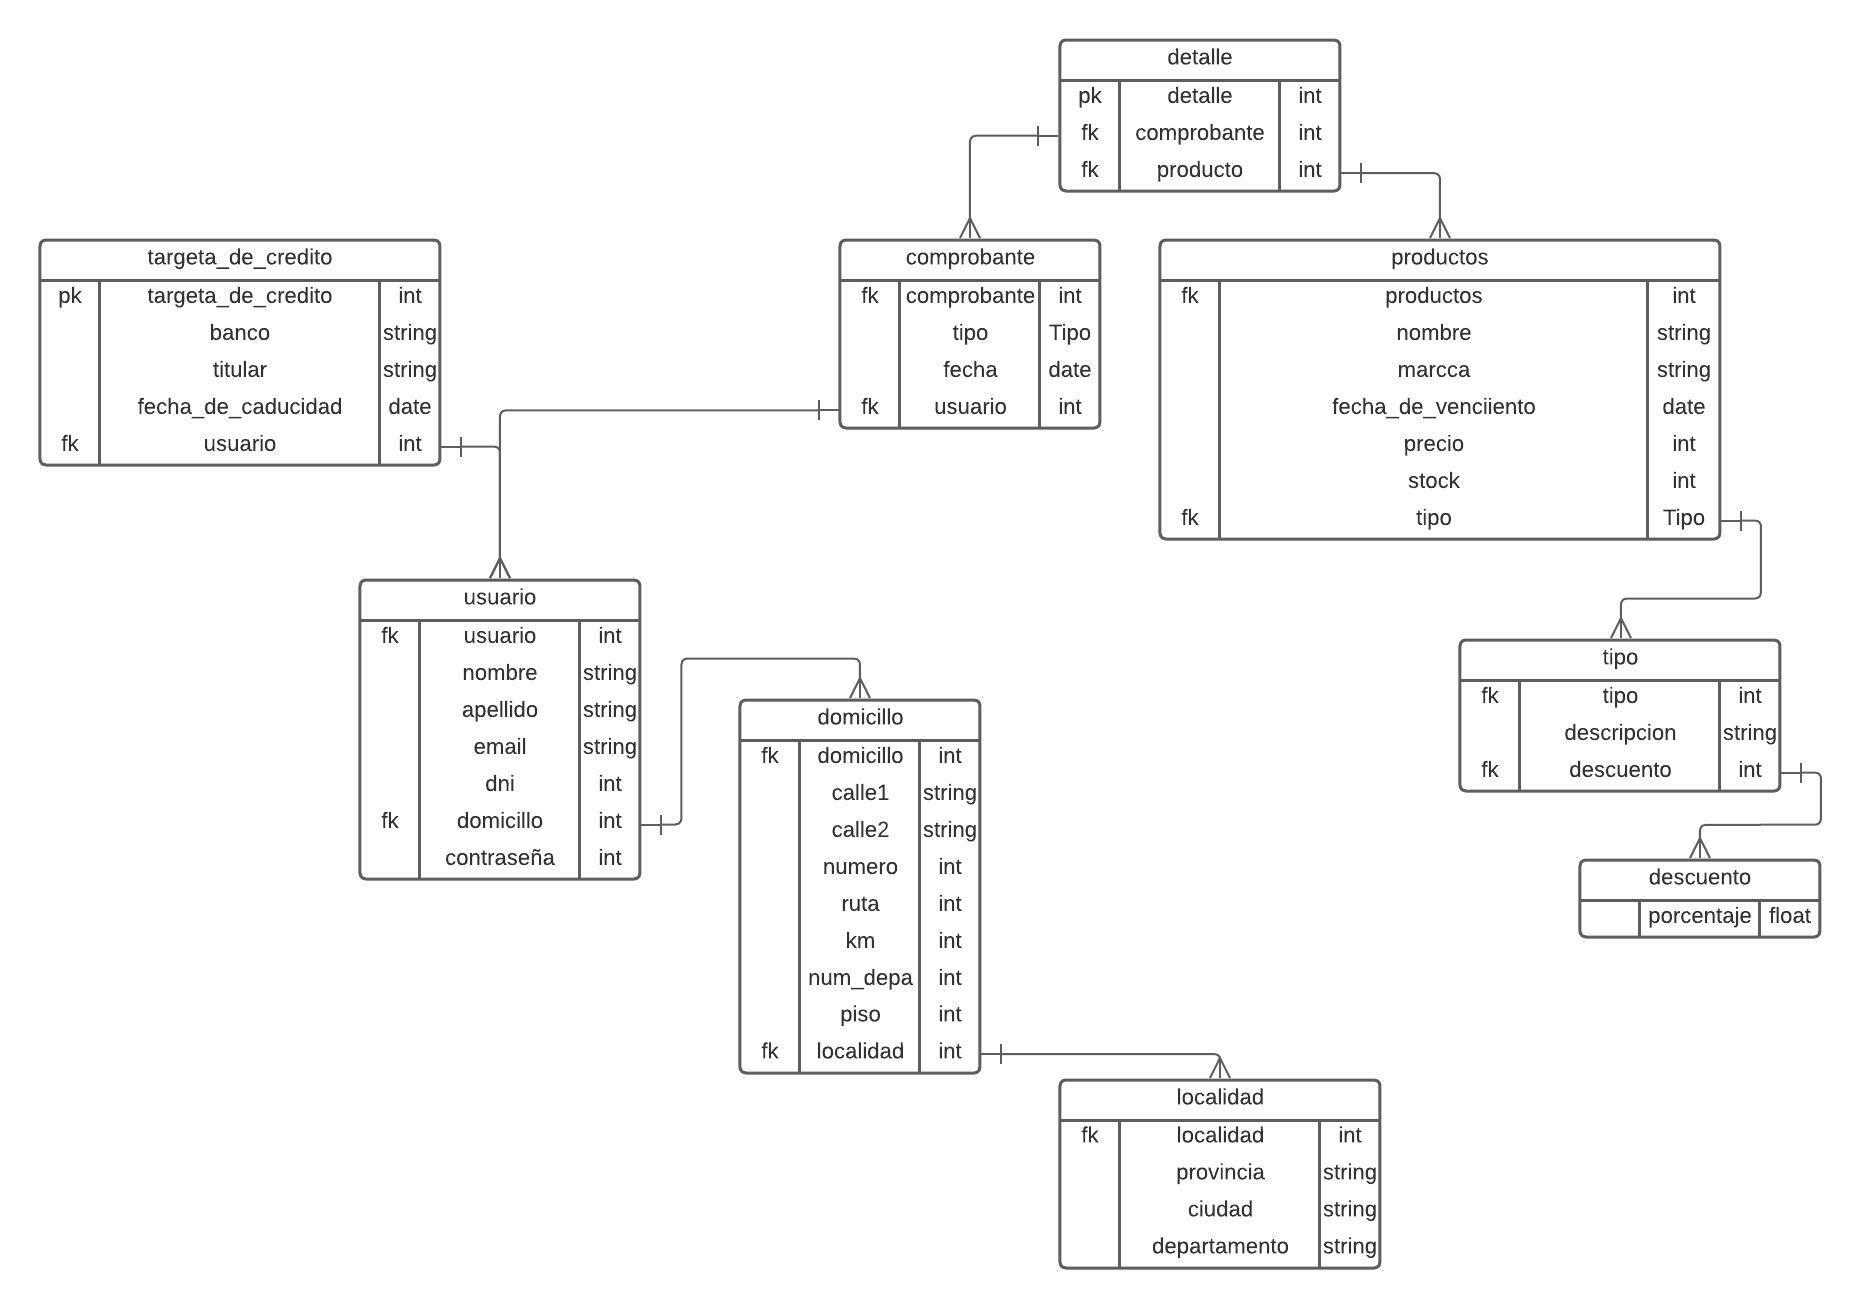 detalle
pk detalle int
fk comprobante int
fk producto int
targeta_de_credito
pk targeta_de_credito int
banco string
titular string
fecha_de_caducidad date
fk usuario int
comprobante
fk comprobante int
tipo Tipo
fecha date
fk usuario int
productos
fk productos int
nombre string
marcca string
fecha_de_venciiento date
precio int
stock int
fk tipo Tipo
usuario
fk usuario int
nombre string
apellido string
email string
dni int
fk domicillo int
contraseña int
domicillo
fk domicillo int
calle1 string
calle2 string
numero int
ruta int
km int
num_depa int
piso int
fk localidad int
tipo
fk tipo int
descripcion string
fk descuento int
descuento
porcentaje float
localidad
fk localidad int
provincia string
ciudad string
departamento string